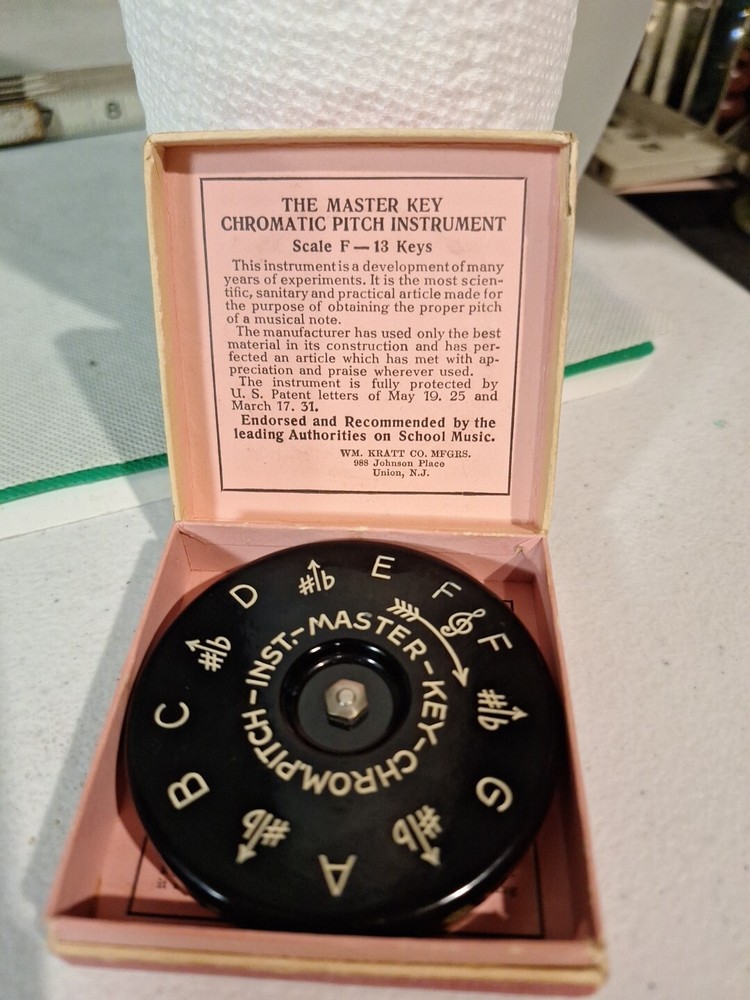 8
THE MASTER KEY
CHROMATIC PITCH INSTRUMENT
Scale F — 13 Keys
This instrument is a development of many
years of experiments. It is the most scien-
tific, sanitary and practical article made for
the purpose of obtaining the proper pitch
of a musical note.
The manufacturer has used only the best
material in its construction and has per-
fected an article which has met with ap-
preciation and praise wherever used.
The instrument is fully protected by
U. S. Patent letters of May 19. 25 and
March 17. 31.
Endorsed and Recommended by the
leading Authorities on School Music.
WM. KRATT CO. MFGRS.
988 Johnson Place
Union, N.J.
F
#/b
G
#/b
A
#/b
B
C
#/b
D
#/b
E
F
MASTER-KEY-CHROM.PITCH-INST.-